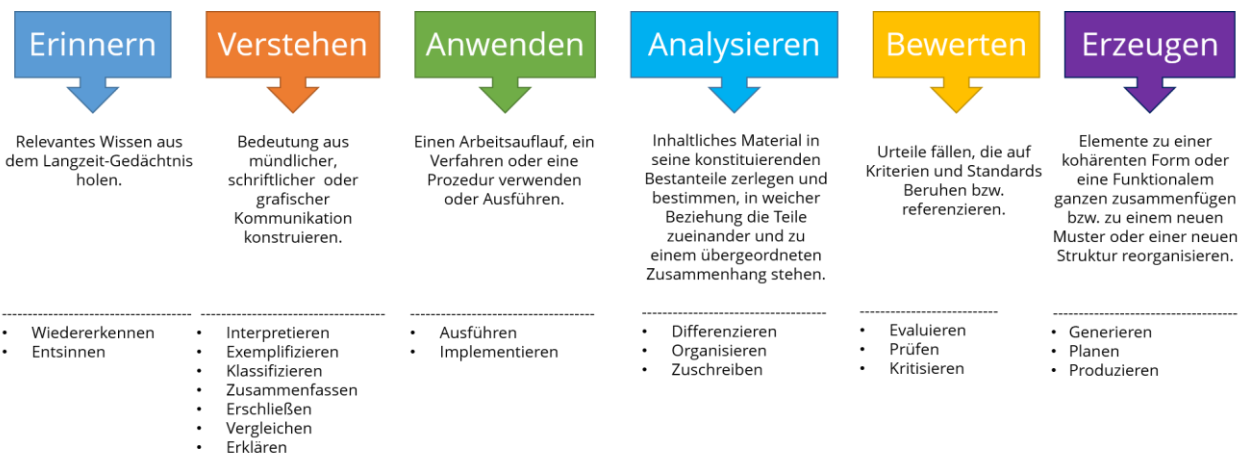 Erinnern
Relevantes Wissen aus
dem Langzeit-Gedächtnis
holen.
--------------------------------------
• Wiedererkennen
• Entsinnen
Verstehen
Bedeutung aus
mündlicher,
schriftlicher oder
grafischer
Kommunikation
konstruieren.
-------------------------------------
• Interpretieren
• Exemplifizieren
• Klassifizieren
• Zusammenfassen
• Erschließen
• Vergleichen
• Erklären
Anwenden
Einen Arbeitsauflauf, ein
Verfahren oder eine
Prozedur verwenden
oder Ausführen.
-------------------------------------
• Ausführen
• Implementieren
Analysieren
Inhaltliches Material in
seine konstituierenden
Bestanteile zerlegen und
bestimmen, in weicher
Beziehung die Teile
zueinander und zu
einem übergeordneten
Zusammenhang stehen.
-------------------------------------
• Differenzieren
• Organisieren
• Zuschreiben
Bewerten
Urteile fällen, die auf
Kriterien und Standards
Beruhen bzw.
referenzieren.
----------------------------
• Evaluieren
• Prüfen
• Kritisieren
Erzeugen
Elemente zu einer
kohärenten Form oder
eine Funktionalem
ganzen zusammenfügen
bzw. zu einem neuen
Muster oder einer neuen
Struktur reorganisieren.
-------------------------------------
• Generieren
• Planen
• Produzieren